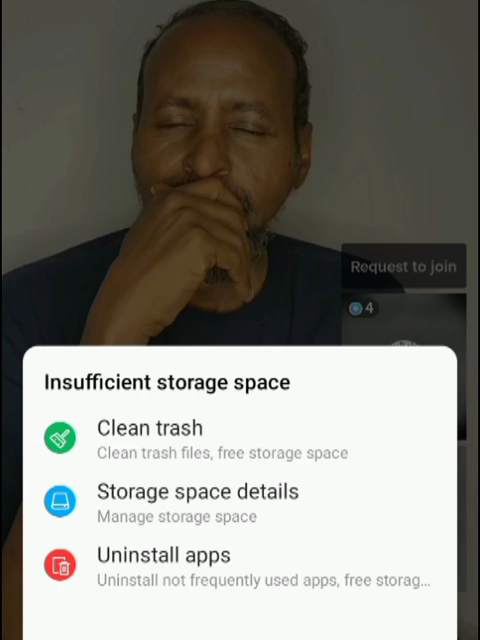 Request to join
4
Insufficient storage space
Clean trash
Clean trash files, free storage space
Storage space details
Manage storage space
Uninstall apps
Uninstall not frequently used apps, free storag...